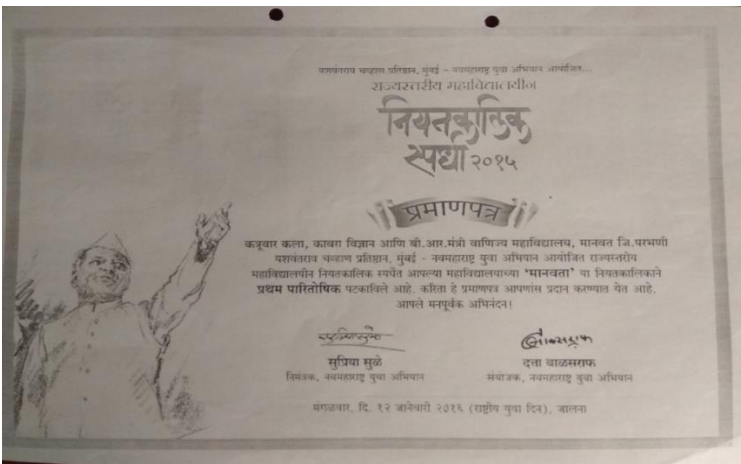 यशवंतराव चव्हाण प्रतिष्ठान, मुंबई - नवमहाराष्ट्र युवा अभियान आयोजित...
राज्यस्तरीय महाविद्यालयीन
नियतकालिक
स्पर्धा २०१५
प्रमाणपत्र
कत्रूवार कला, काबरा विज्ञान आणि बी.आर.मंत्री वाणिज्य महाविद्यालय, मानवत जि.परभणी
यशवंतराव चव्हाण प्रतिष्ठान, मुंबई - नवमहाराष्ट्र युवा अभियान आयोजित राज्यस्तरीय
महाविद्यालयीन नियतकालिक स्पर्धेत आपल्या महाविद्यालयाच्या 'मानवता' या नियतकालिकाने
प्रथम पारितोषिक पटकाविले आहे. करिता हे प्रमाणपत्र आपणांस प्रदान करण्यात येत आहे.
आपले मनपूर्वक अभिनंदन!
सुप्रिया सुळे
निमंत्रक, नवमहाराष्ट्र युवा अभियान
दत्ता बाळसराफ
संयोजक, नवमहाराष्ट्र युवा अभियान
मंगळवार, दि. १२ जानेवारी २०१६ (राष्ट्रीय युवा दिन), जालना